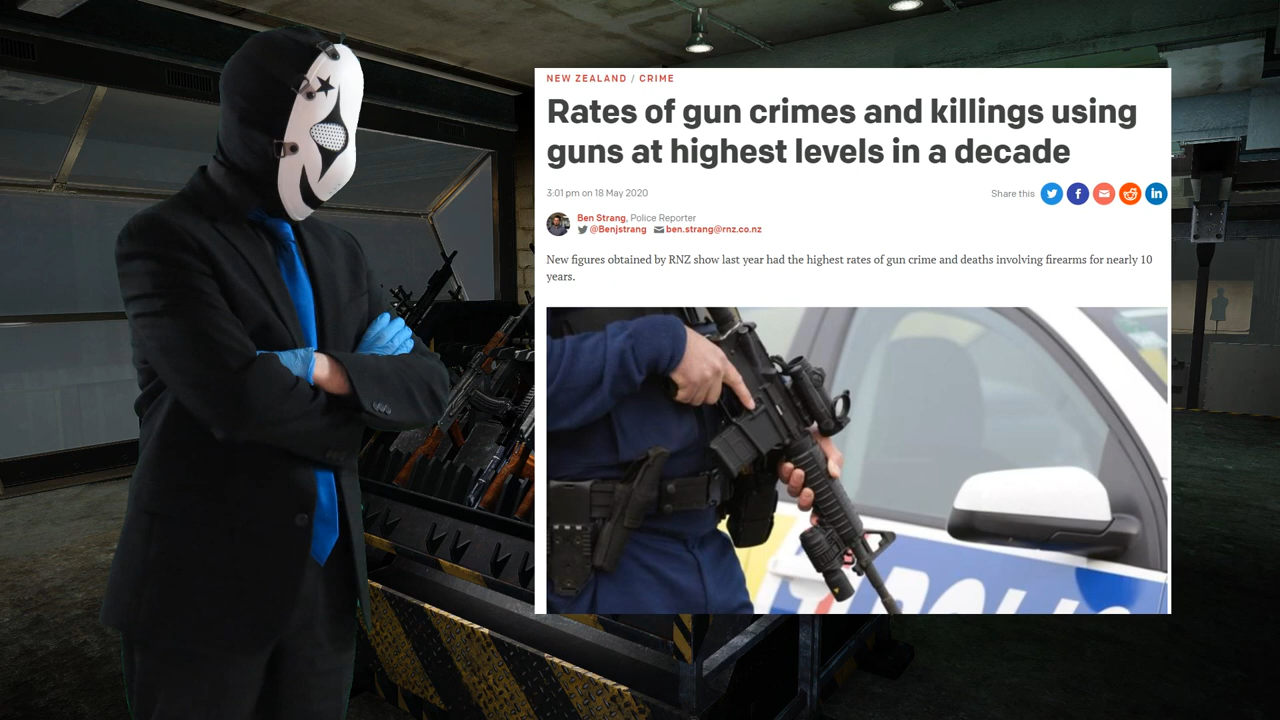 NEW ZEALAND / CRIME
Rates of gun crimes and killings using
guns at highest levels in a decade
3:01 pm on 18 May 2020
Share this
Ben Strang, Police Reporter
@Benjstrang ben.strang@rnz.co.nz
New figures obtained by RNZ show last year had the highest rates of gun crime and deaths involving firearms for nearly 10
years.